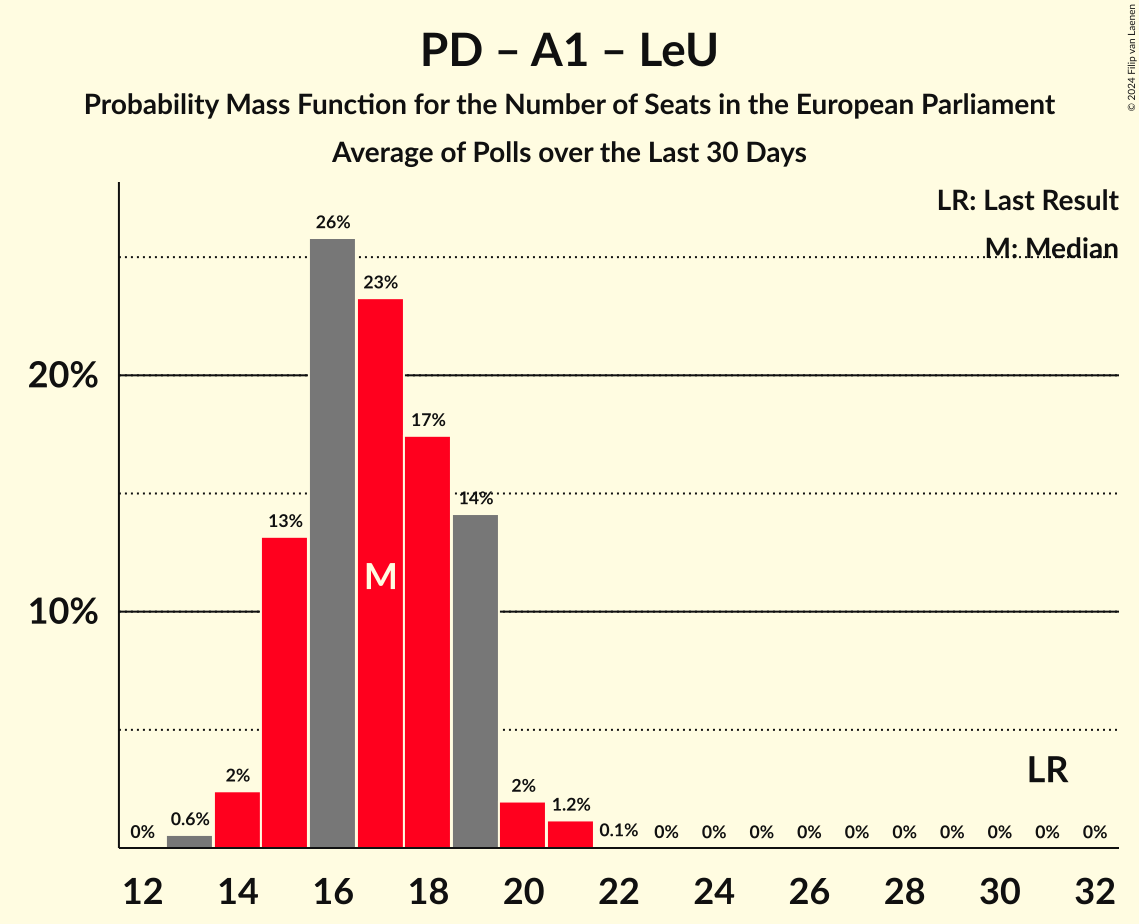 PD – A1 – LeU
Probability Mass Function for the Number of Seats in the European Parliament
Average of Polls over the Last 30 Days
© 2024 Filip van Laenen
LR: Last Result
M: Median
20%
10%
0%
0.6%
2%
13%
26%
23%
17%
14%
2%
1.2%
0.1%
0%
0%
0%
0%
0%
0%
0%
0%
0%
0%
M
LR
12 14 16 18 20 22 24 26 28 30 32